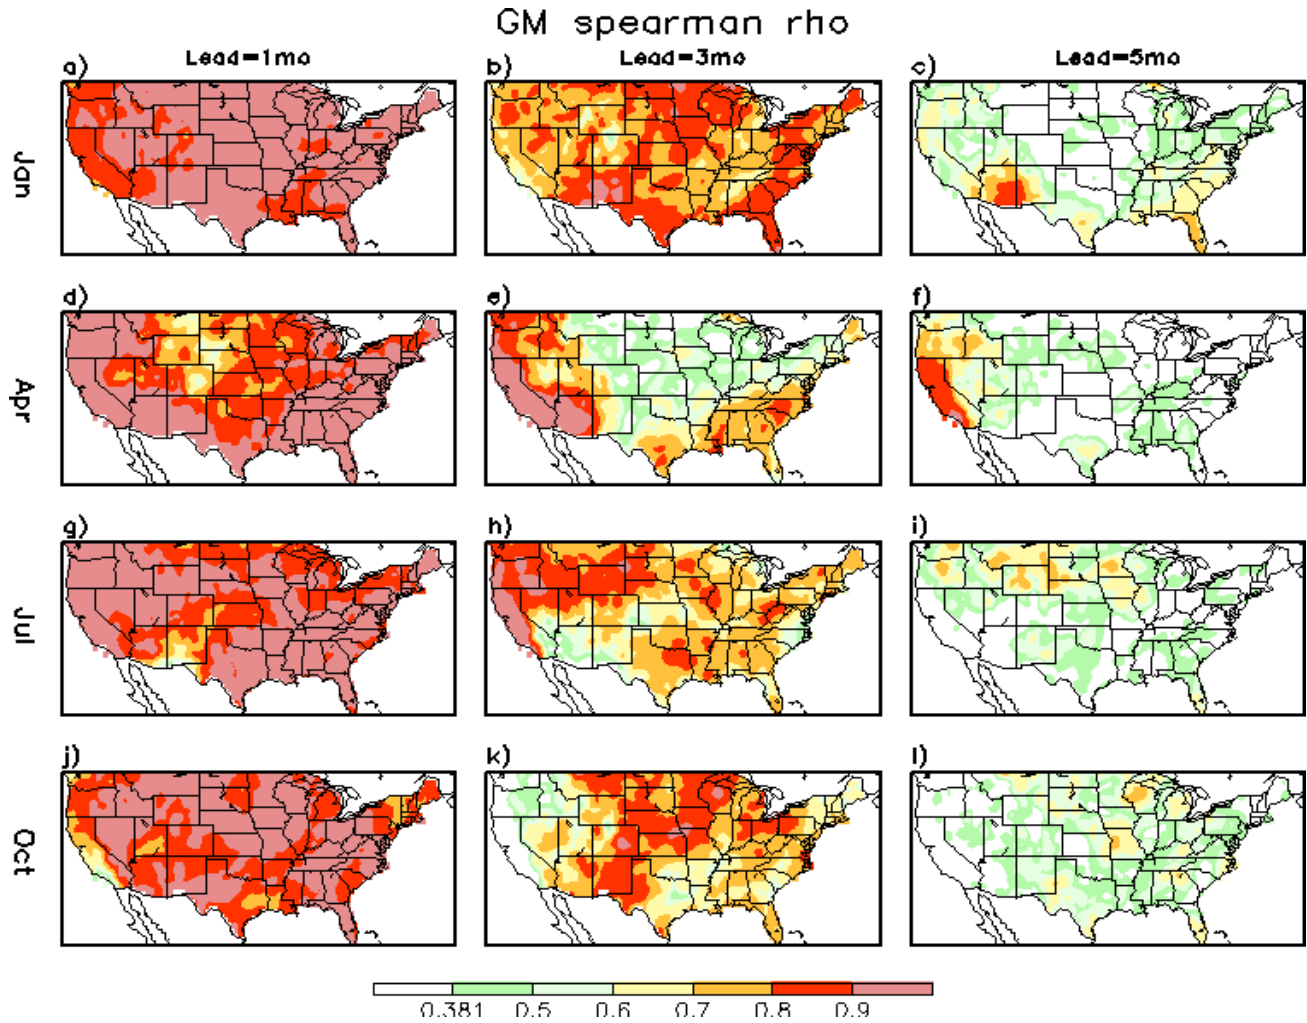 GM spearman rho
Lead=1mo Lead=3mo Lead=5mo
a) b) c)
Jan
d) e) f)
Apr
g) h) i)
Jul
j) k) l)
Oct
0.381 0.5 0.6 0.7 0.8 0.9